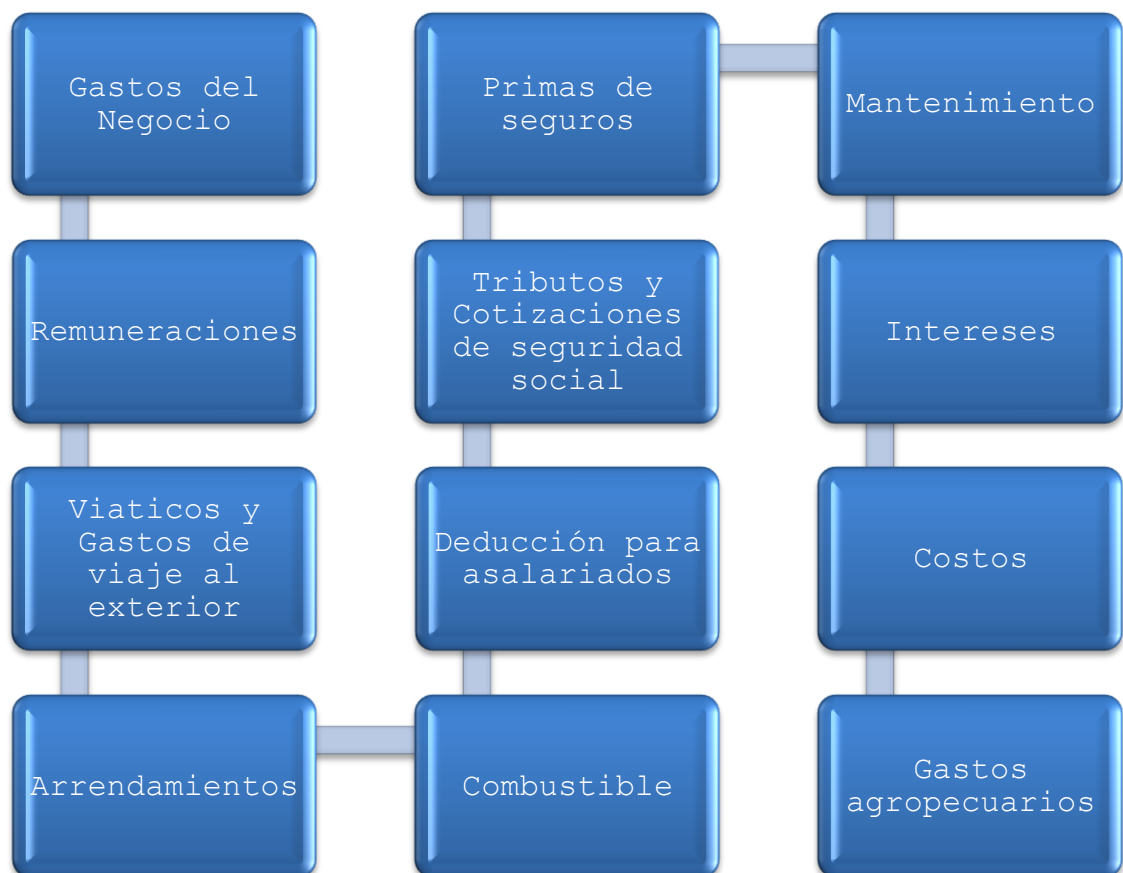 Gastos del
Negocio
Remuneraciones
Viaticos y
Gastos de
viaje al
exterior
Arrendamientos
Combustible
Deducción para
asalariados
Tributos y
Cotizaciones
de seguridad
social
Primas de
seguros
Mantenimiento
Intereses
Costos
Gastos
agropecuarios